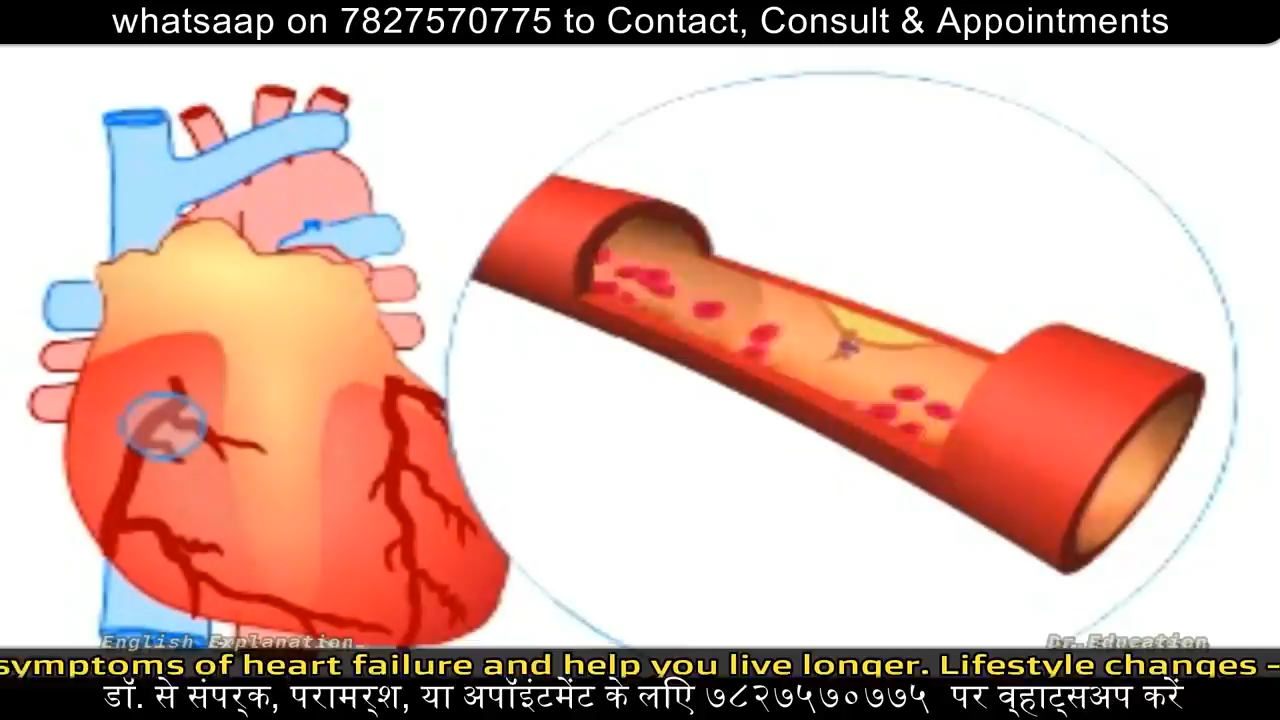 whatsaap on 7827570775 to Contact, Consult & Appointments
English Explanation
Dr.Education
symptoms of heart failure and help you live longer. Lifestyle changes -
डॉ. से संपर्क, परामर्श, या अपॉइंटमेंट के लिए ७८२७५७०७७५ पर व्हाट्सअप करें